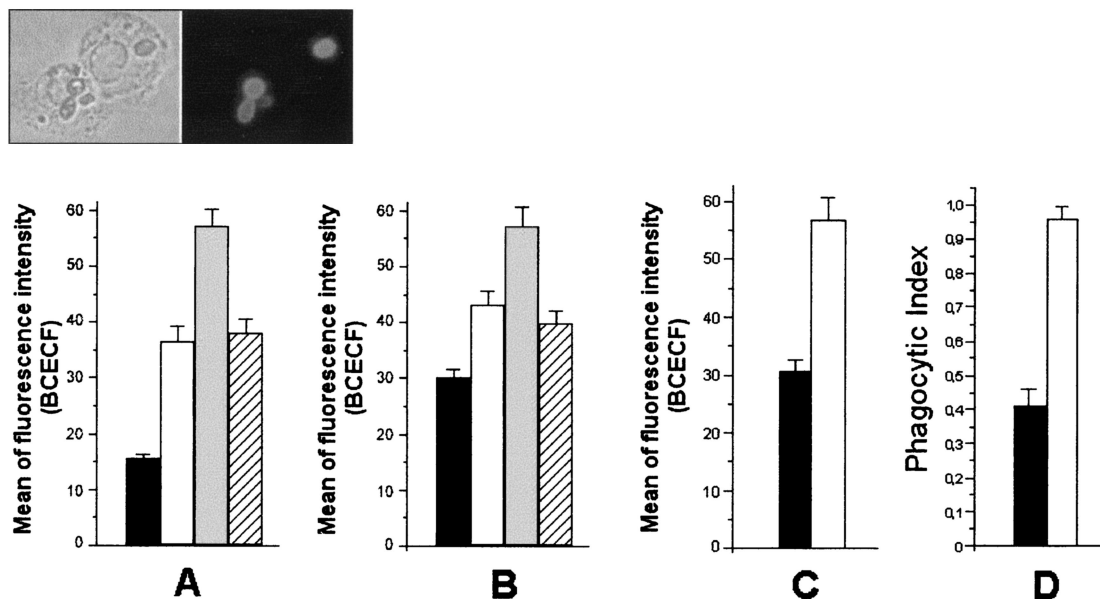 Mean of fluorescence intensity
(BCECF)
60
50
40
30
20
10
0
A
Mean of fluorescence intensity
(BCECF)
60
50
40
30
20
10
0
B
Mean of fluorescence intensity
(BCECF)
60
50
40
30
20
10
0
C
Phagocytic Index
1,0
0,9
0,8
0,7
0,6
0,5
0,4
0,3
0,2
0,1
0
D